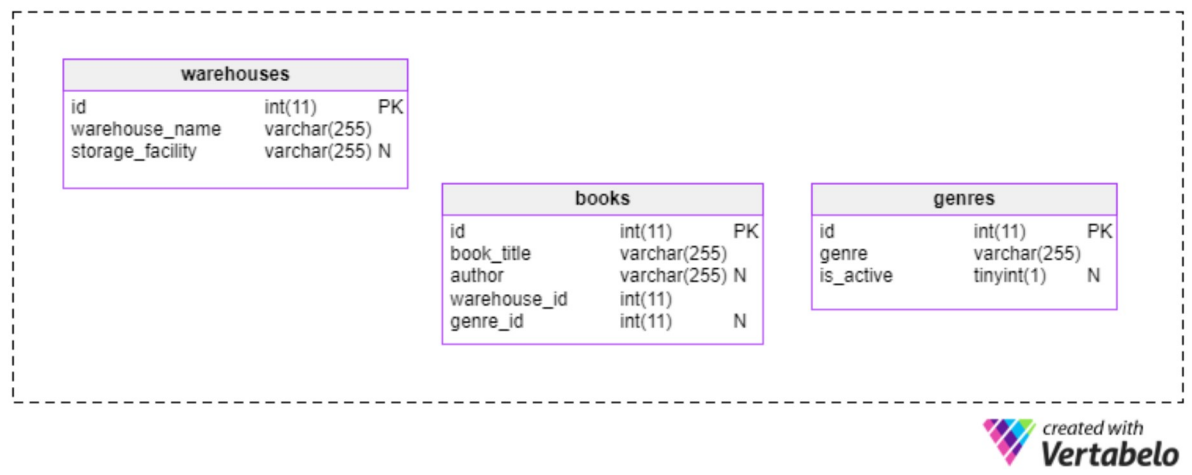 warehouses
id int(11) PK
warehouse_name varchar(255)
storage_facility varchar(255) N
books
id int(11) PK
book_title varchar(255)
author varchar(255) N
warehouse_id int(11)
genre_id int(11) N
genres
id int(11) PK
genre varchar(255)
is_active tinyint(1) N
created with
Vertabelo